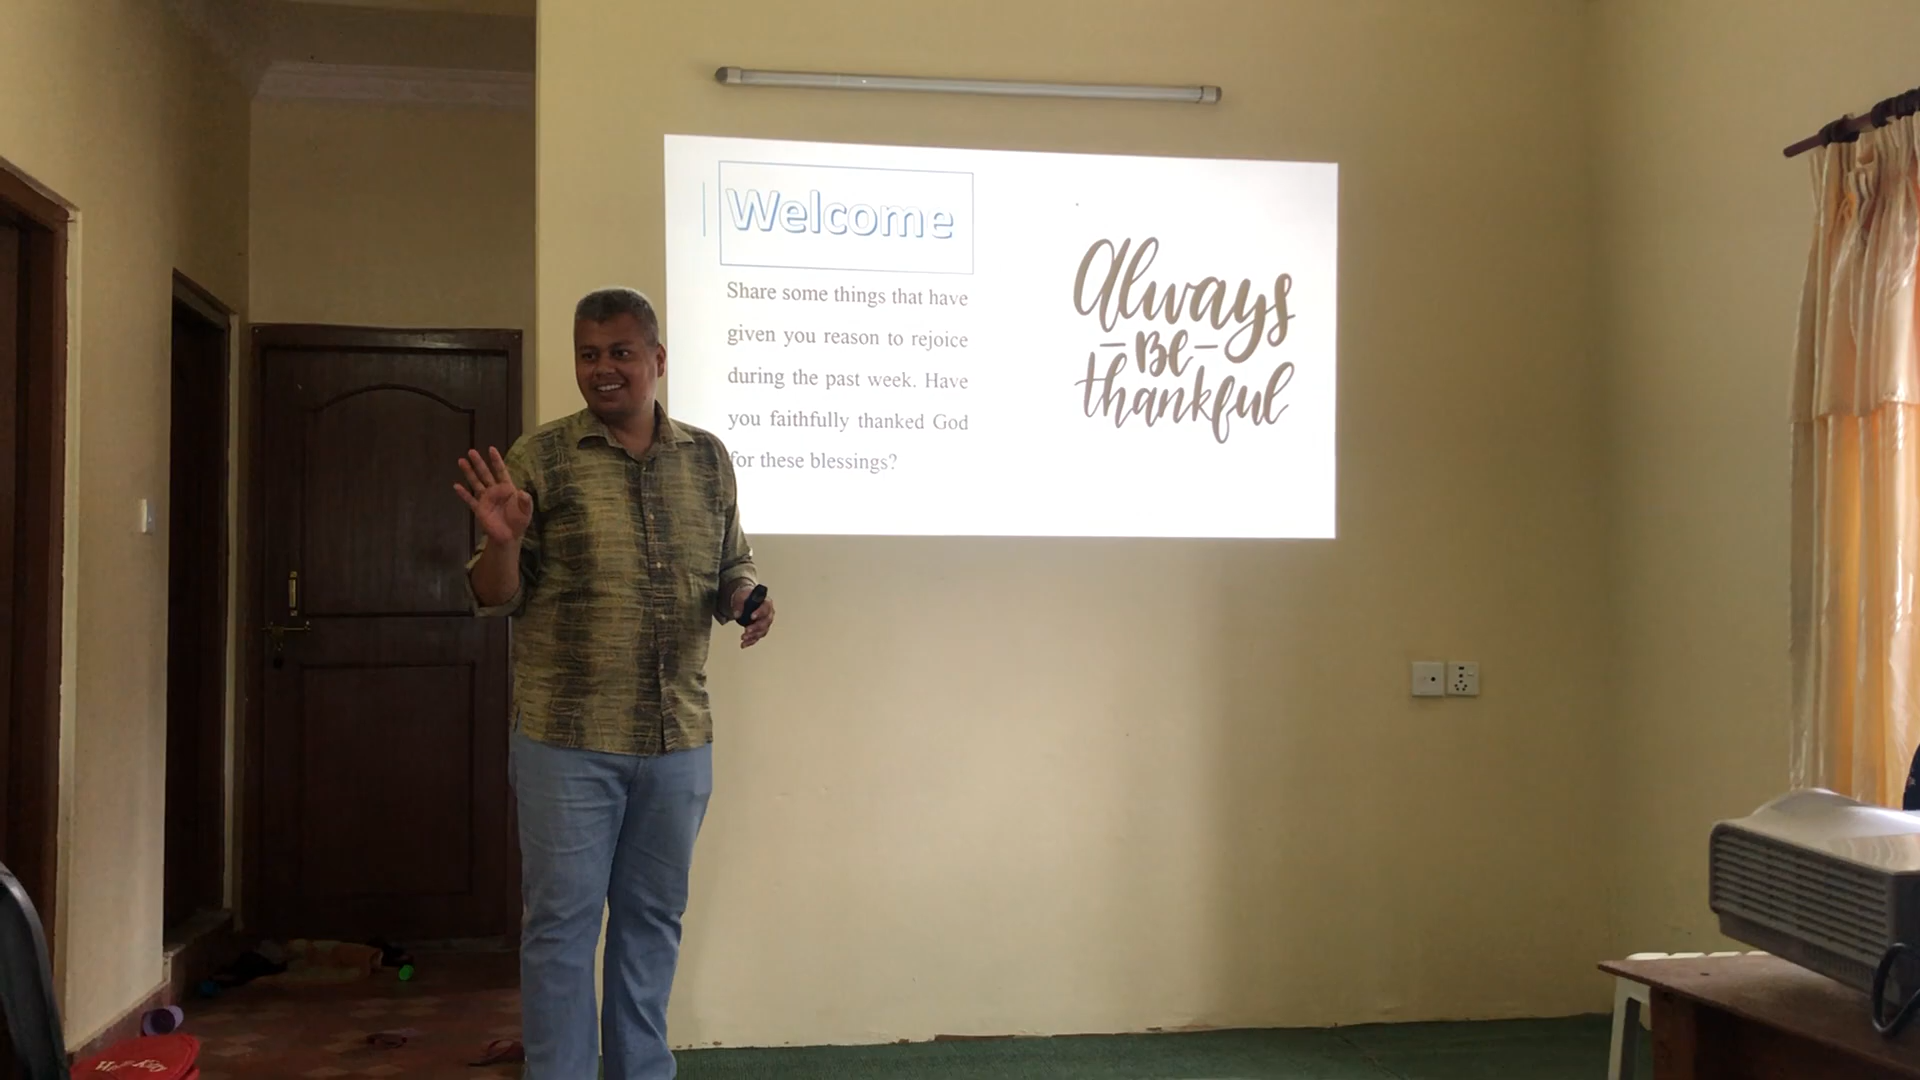 Welcome
Share some things that have
given you reason to rejoice
during the past week. Have
you faithfully thanked God
for these blessings?
Always
-Be-
thankful